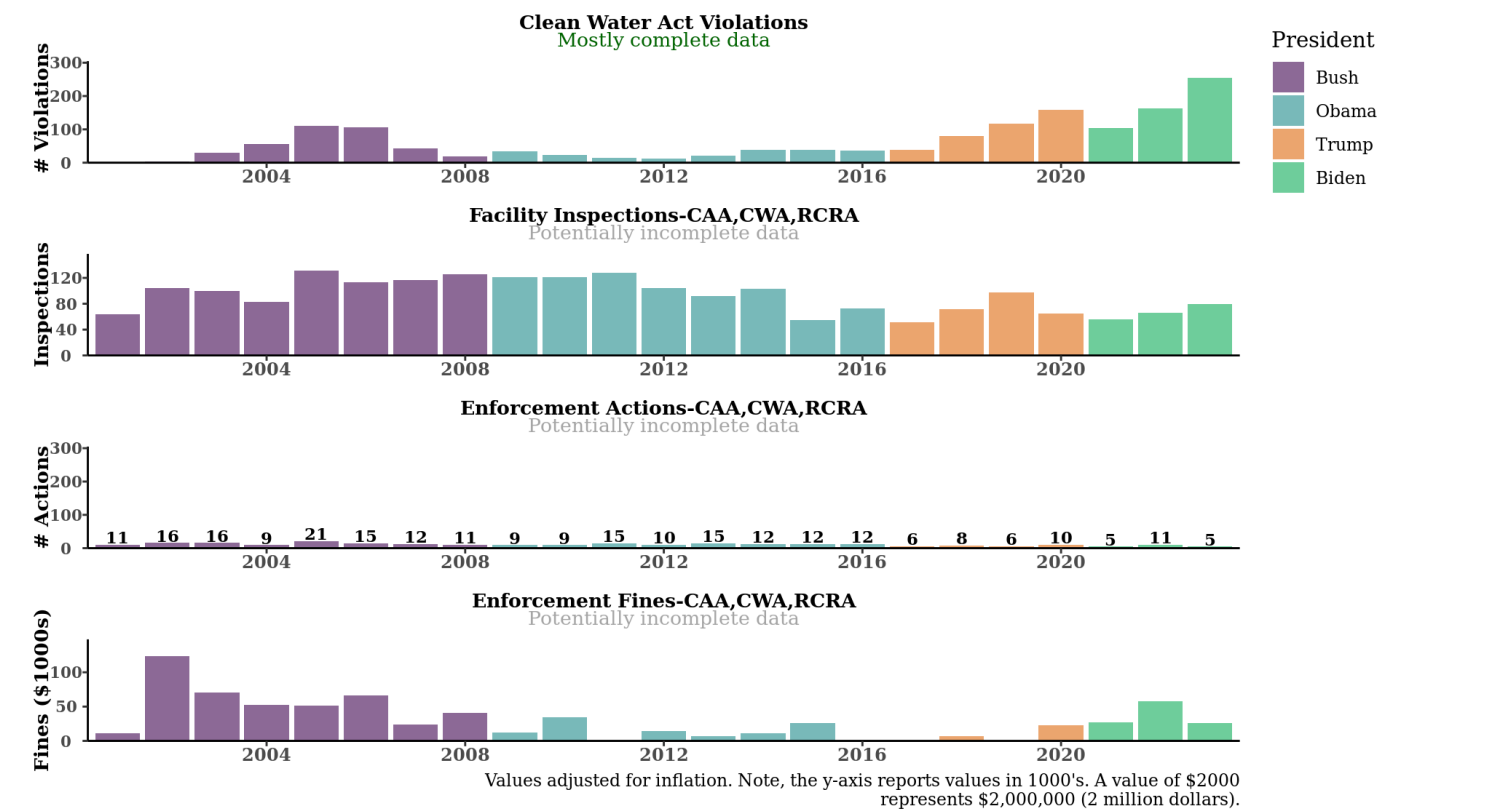 Clean Water Act Violations
Mostly complete data
# Violations
300
200
100
0
2004
2008
2012
2016
2020
President
Bush
Obama
Trump
Biden
Facility Inspections-CAA,CWA,RCRA
Potentially incomplete data
Inspections
120
80
40
0
2004
2008
2012
2016
2020
Enforcement Actions-CAA,CWA,RCRA
Potentially incomplete data
# Actions
300
200
100
0
11 16 16 9 21 15 12 11 9 9 15 10 15 12 12 12 6 8 6 10 5 11 5
2004
2008
2012
2016
2020
Enforcement Fines-CAA,CWA,RCRA
Potentially incomplete data
Fines ($1000s)
100
50
0
2004
2008
2012
2016
2020
Values adjusted for inflation. Note, the y-axis reports values in 1000's. A value of $2000
represents $2,000,000 (2 million dollars).